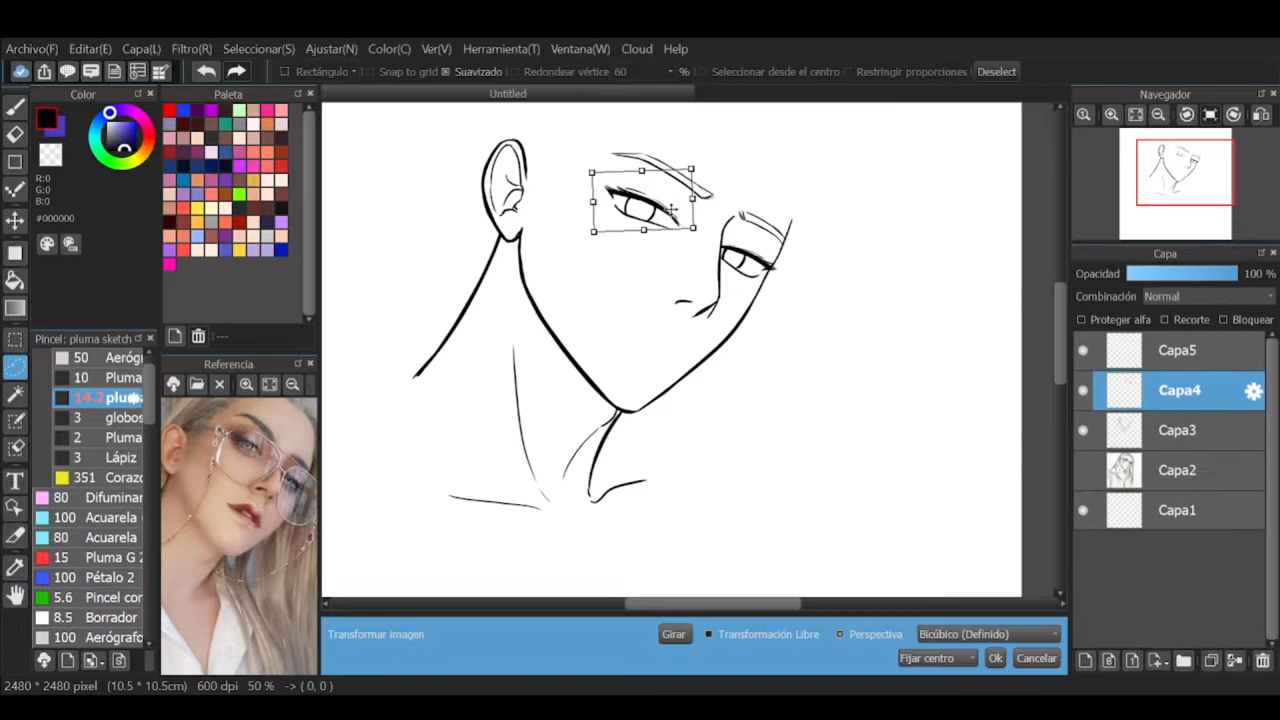 Archivo(F) Editar(E) Capa(L) Filtro(R) Seleccionar(S) Ajustar(N) Color(C) Ver(V) Herramienta(T) Ventana(W) Cloud Help
Rectángulo Snap to grid Suavizado Redondear vértice 60 % Seleccionar desde el centro Restringir proporciones Deselect
Color
Paleta
Untitled
Navegador
R:0
G:0
B:0
#000000
---
Capa
Opacidad 100 %
Combinación Normal
Proteger alfa Recorte Bloquear
Capa5
Capa4
Capa3
Capa2
Capa1
Pincel: pluma sketch
50 Aeróg
10 Pluma
14.2 pluma
3 globos
2 Pluma
3 Lápiz
351 Corazo
80 Difuminar
100 Acuarela
80 Acuarela
15 Pluma G 2
100 Pétalo 2
5.6 Pincel cor
8.5 Borrador
100 Aerógrafo
Referencia
Transformar imagen
Girar Transformación Libre Perspectiva Bicúbico (Definido)
Fijar centro Ok Cancelar
2480 * 2480 pixel (10.5 * 10.5cm) 600 dpi 50 % -> ( 0, 0 )